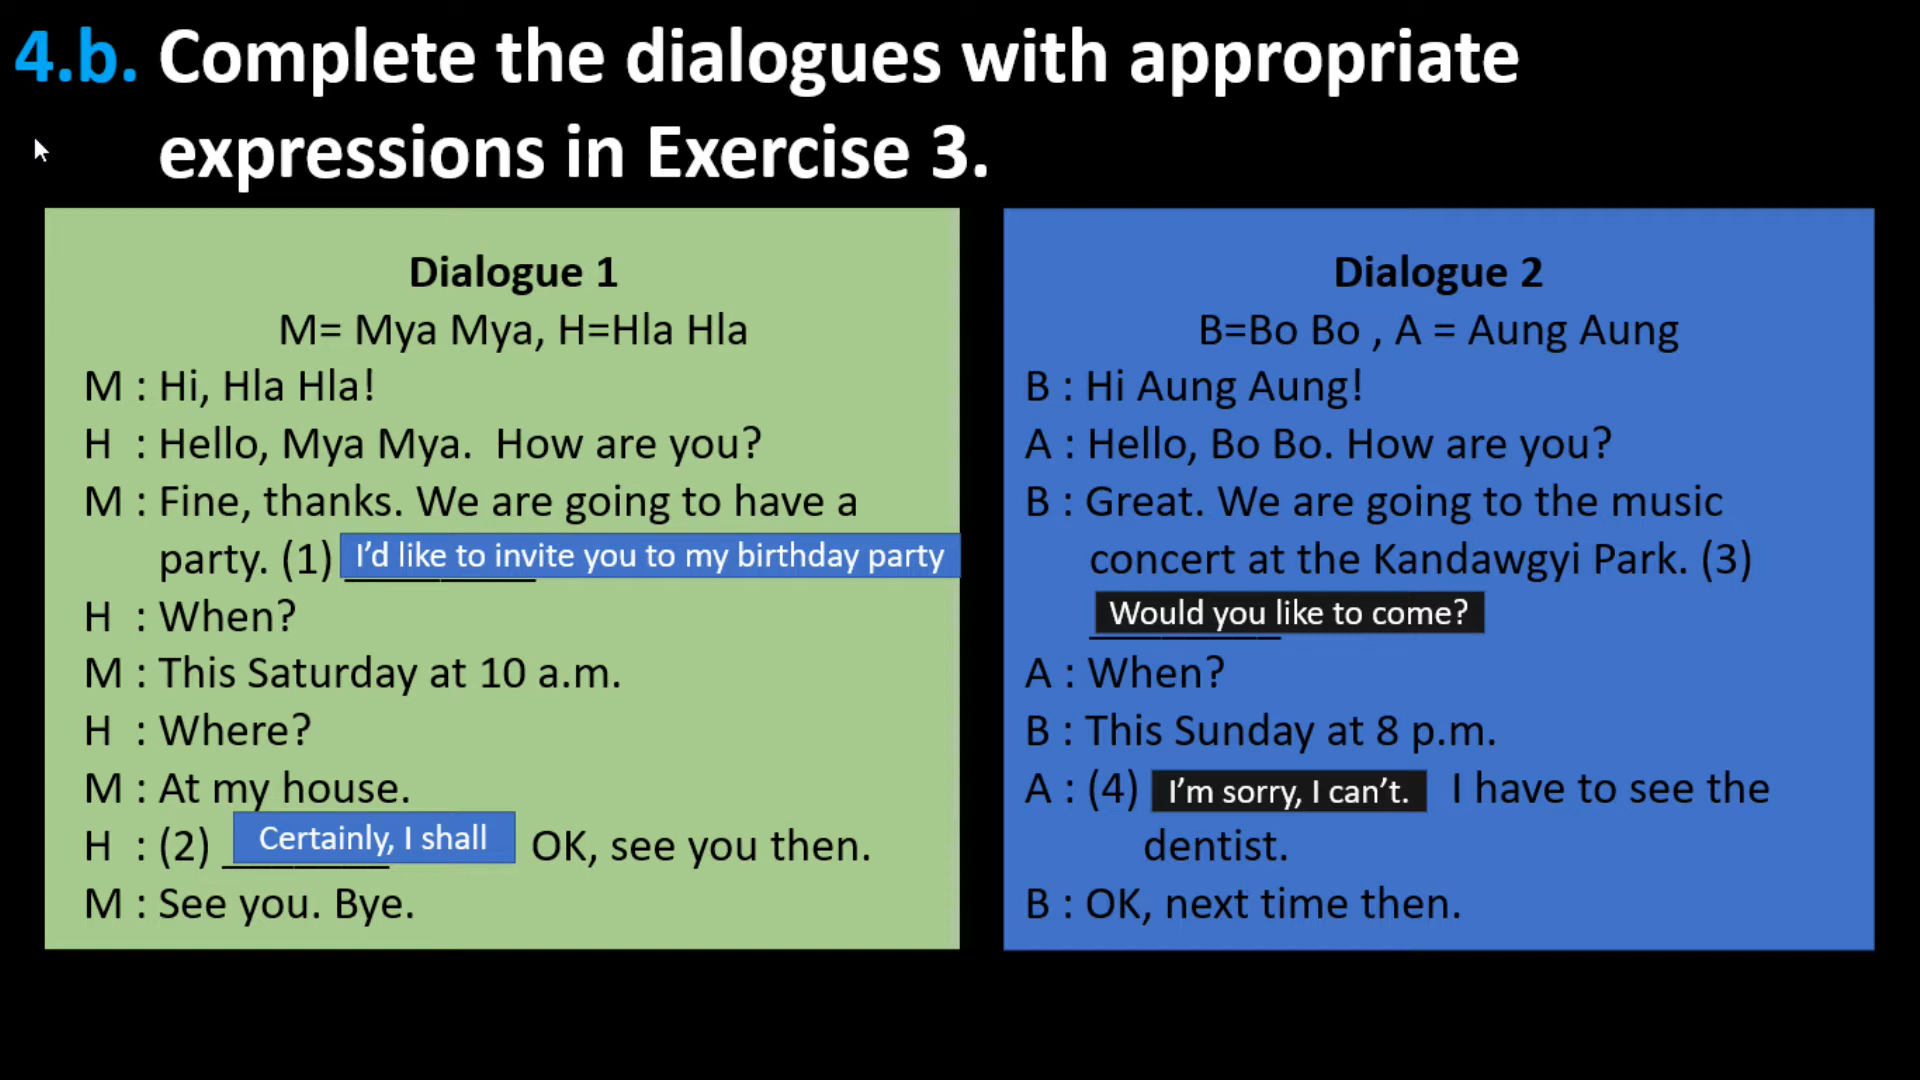 4.b. Complete the dialogues with appropriate
expressions in Exercise 3.
Dialogue 1
M= Mya Mya, H=Hla Hla
M : Hi, Hla Hla!
H : Hello, Mya Mya. How are you?
M : Fine, thanks. We are going to have a
party. (1) I’d like to invite you to my birthday party
H : When?
M : This Saturday at 10 a.m.
H : Where?
M : At my house.
H : (2) Certainly, I shall OK, see you then.
M : See you. Bye.
Dialogue 2
B=Bo Bo , A = Aung Aung
B : Hi Aung Aung!
A : Hello, Bo Bo. How are you?
B : Great. We are going to the music
concert at the Kandawgyi Park. (3)
Would you like to come?
A : When?
B : This Sunday at 8 p.m.
A : (4) I’m sorry, I can’t. I have to see the
dentist.
B : OK, next time then.